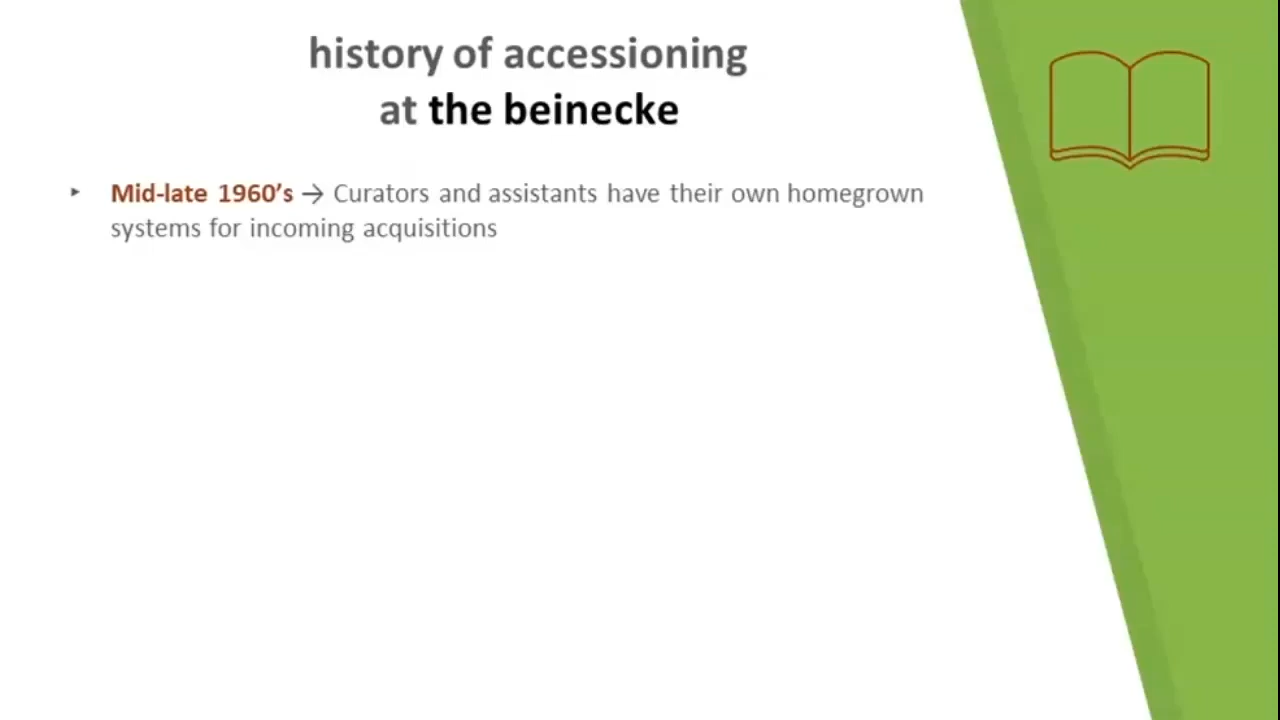 history of accessioning
at the beinecke
‣ Mid-late 1960’s → Curators and assistants have their own homegrown
systems for incoming acquisitions